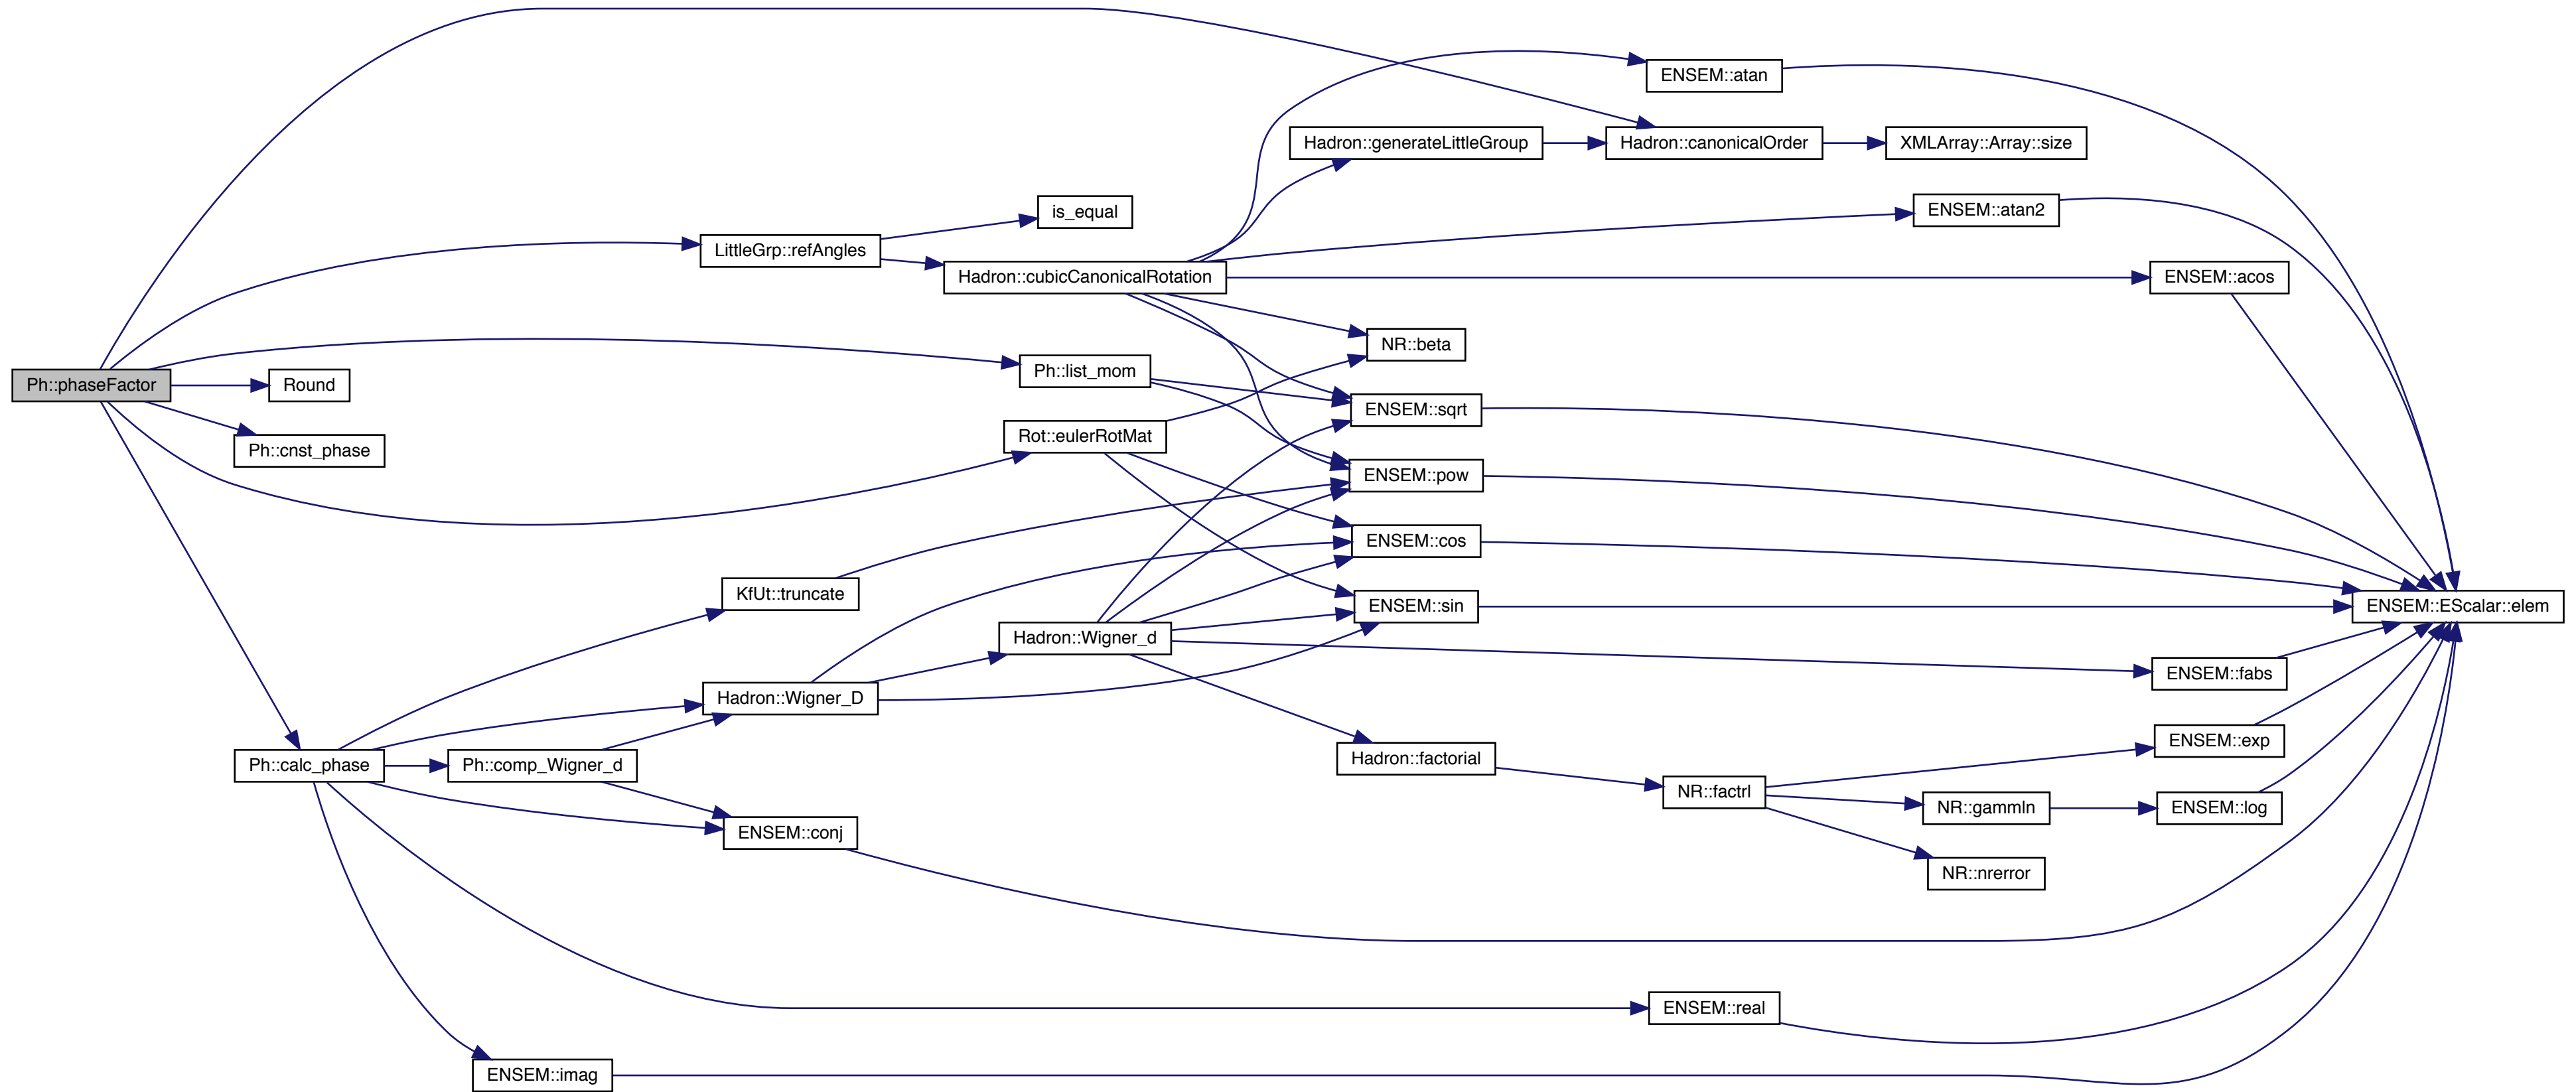 ENSEM::atan
Hadron::generateLittleGroup
Hadron::canonicalOrder
XMLArray::Array::size
is_equal
ENSEM::atan2
LittleGrp::refAngles
Hadron::cubicCanonicalRotation
ENSEM::acos
NR::beta
Ph::phaseFactor
Round
Ph::list_mom
ENSEM::sqrt
Ph::cnst_phase
Rot::eulerRotMat
ENSEM::pow
ENSEM::cos
KfUt::truncate
ENSEM::sin
ENSEM::EScalar::elem
Hadron::Wigner_d
ENSEM::fabs
Hadron::Wigner_D
ENSEM::exp
Ph::calc_phase
Ph::comp_Wigner_d
Hadron::factorial
NR::factrl
NR::gammln
ENSEM::log
ENSEM::conj
NR::nrerror
ENSEM::real
ENSEM::imag